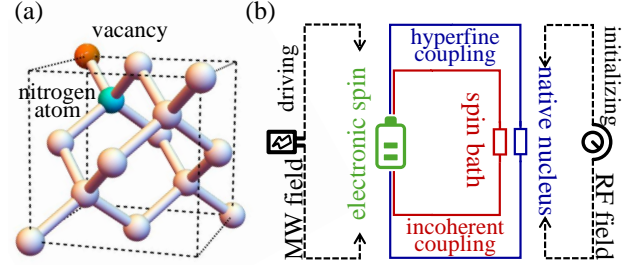 (a)
vacancy
nitrogen
atom
(b)
MW field
driving
electronic spin
hyperfine
coupling
spin bath
incoherent
coupling
native nucleus
initializing
RF field